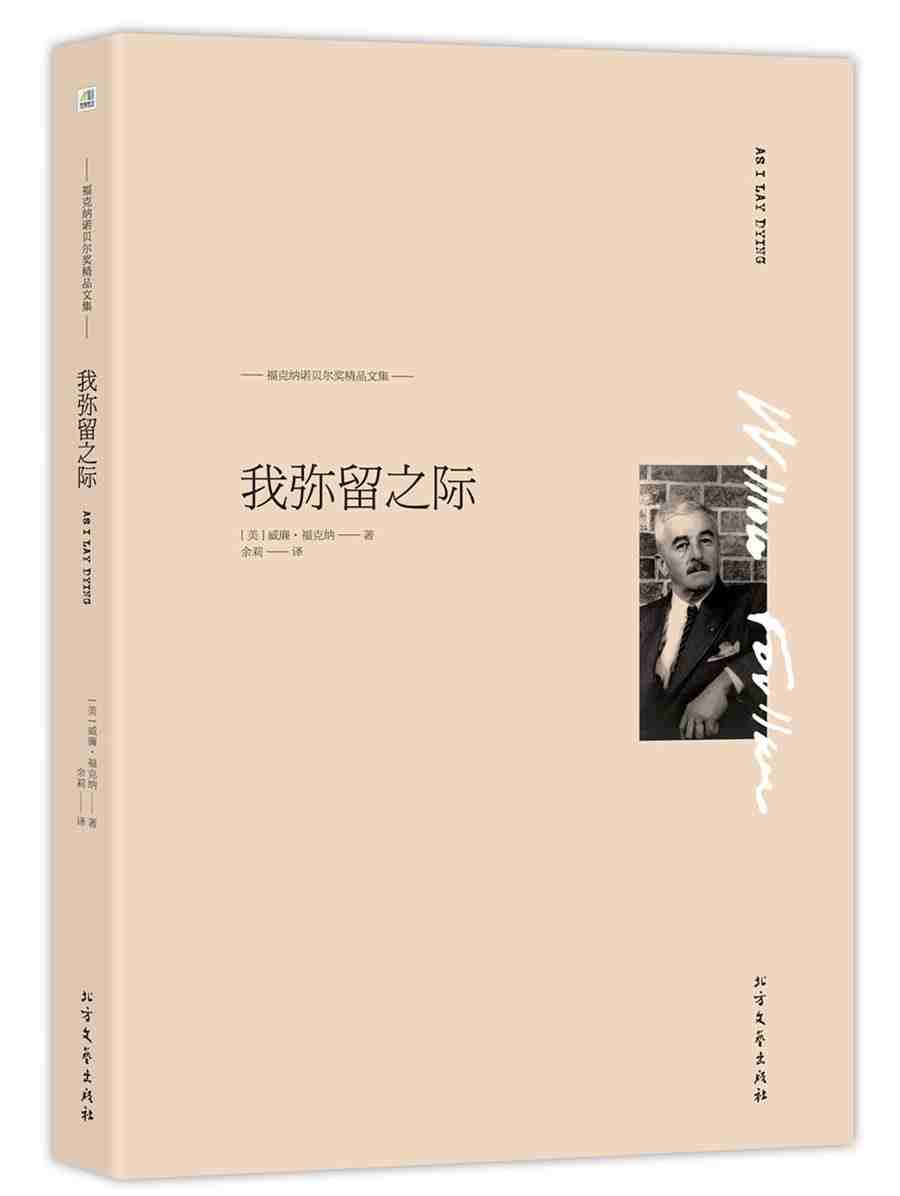 福克纳诺贝尔奖精品文集
我弥留之际
AS I LAY DYING
[美]威廉·福克纳——著
余莉——译
北方文艺出版社
AS I LAY DYING
——福克纳诺贝尔奖精品文集——
我弥留之际
[美]威廉·福克纳——著
余莉——译
William Faulkner
北方文艺出版社